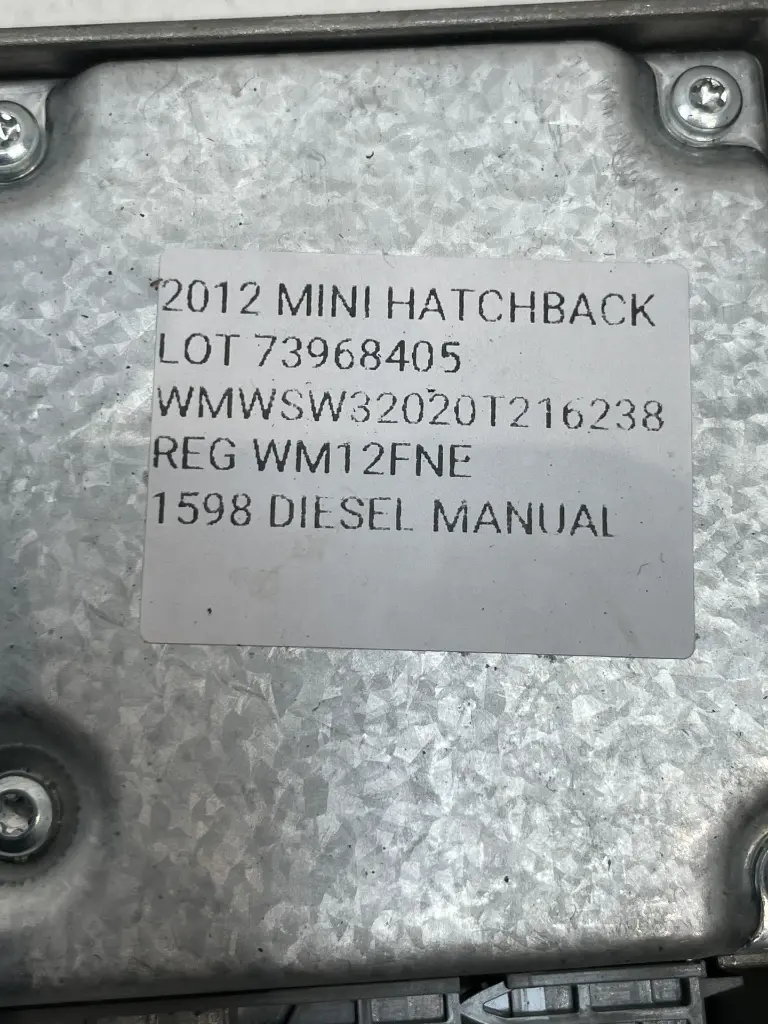 2012 MINI HATCHBACK
LOT 73968405
WMWSW32020T216238
REG WM12FNE
1598 DIESEL MANUAL